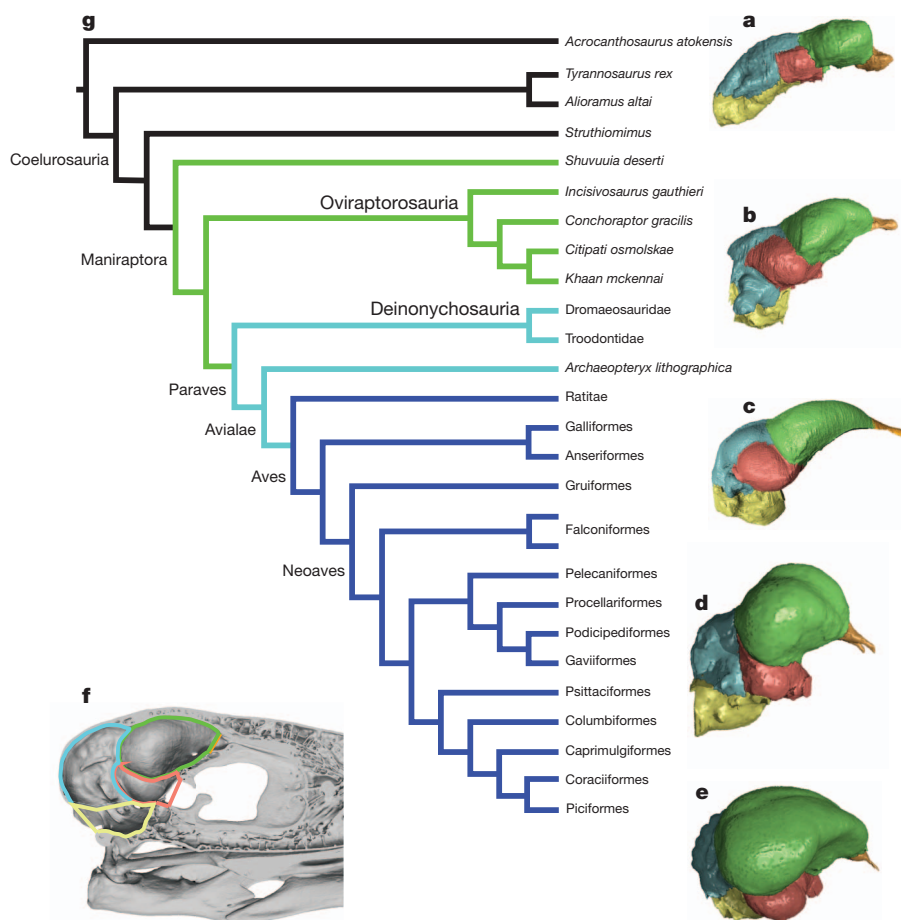 g
a
Acrocanthosaurus atokensis
Tyrannosaurus rex
Alioramus altai
Struthiomimus
Coelurosauria
Shuvuuia deserti
Oviraptorosauria
Incisivosaurus gauthieri
b
Conchoraptor gracilis
Maniraptora
Citipati osmolskae
Khaan mckennai
Deinonychosauria
Dromaeosauridae
Troodontidae
Paraves
Archaeopteryx lithographica
Ratitae
c
Avialae
Galliformes
Anseriformes
Aves
Gruiformes
Falconiformes
Neoaves
Pelecaniformes
d
Procellariformes
Podicipediformes
Gaviiformes
f
Psittaciformes
Columbiformes
Caprimulgiformes
Coraciiformes
e
Piciformes